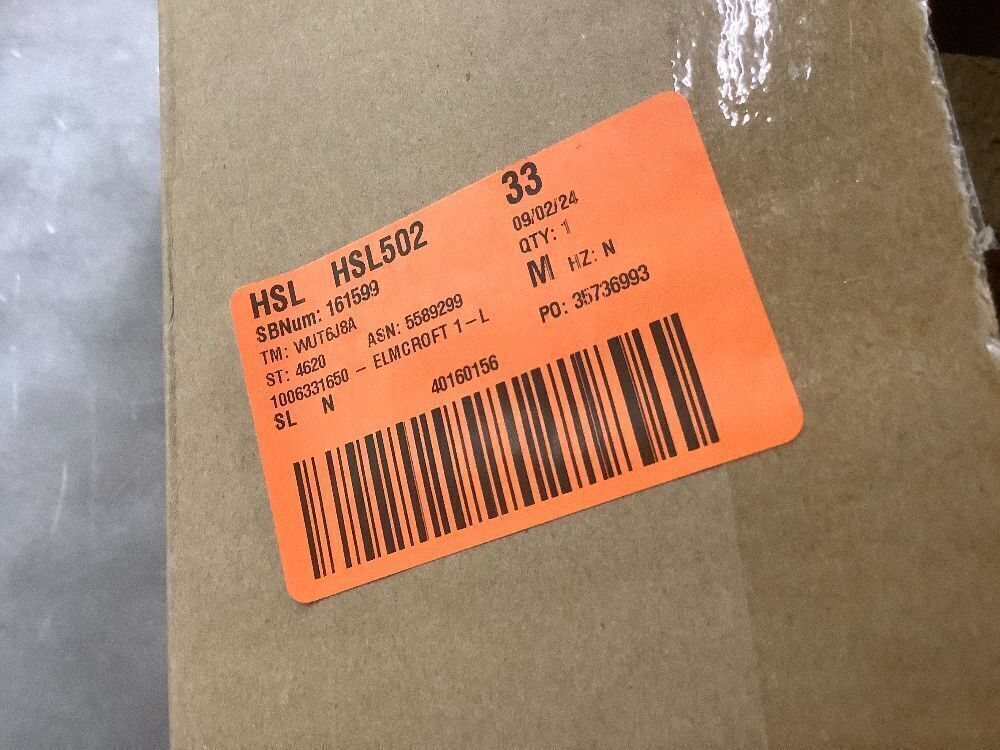 HSL HSL502 33
SBNum: 161599 09/02/24
TM: WUT6J8A ASN: 5589299 QTY: 1
ST: 4620 M HZ: N
1006331650 - ELMCROFT 1-L PO: 35736993
SL N 40160156